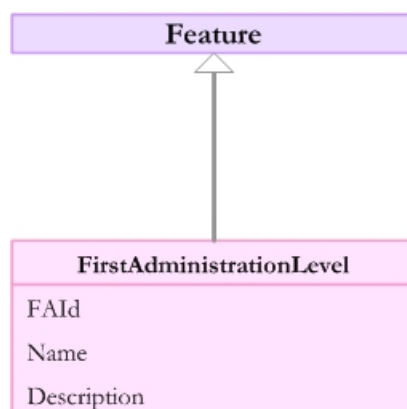 Feature
FirstAdministrationLevel
FAId
Name
Description